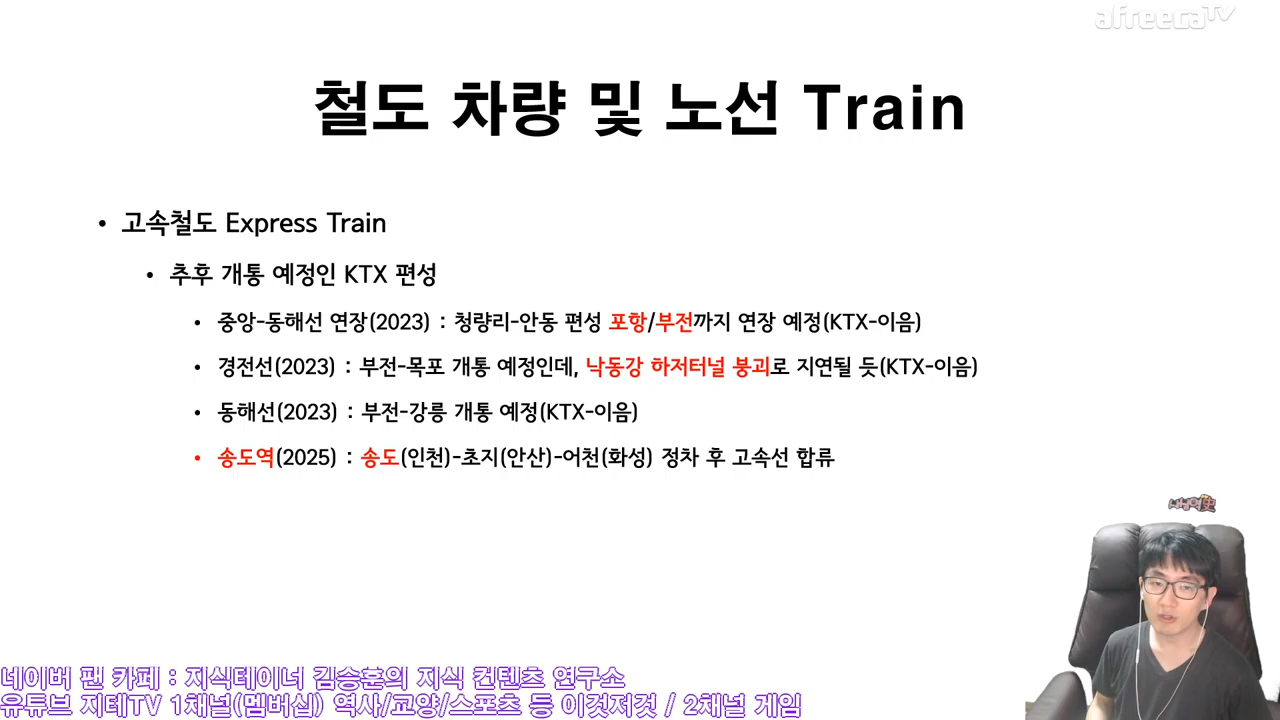 afreecaTV
철도 차량 및 노선 Train
• 고속철도 Express Train
• 추후 개통 예정인 KTX 편성
• 중앙-동해선 연장(2023) : 청량리-안동 편성 포항/부전까지 연장 예정(KTX-이음)
• 경전선(2023) : 부전-목포 개통 예정인데, 낙동강 하저터널 붕괴로 지연될 듯(KTX-이음)
• 동해선(2023) : 부전-강릉 개통 예정(KTX-이음)
• 송도역(2025) : 송도(인천)-초지(안산)-어천(화성) 정차 후 고속선 합류
네이버 팬 카페 : 지식테이너 김승훈의 지식 컨텐츠 연구소
유튜브 지테TV 1채널(멤버십) 역사/교양/스포츠 등 이것저것 / 2채널 게임